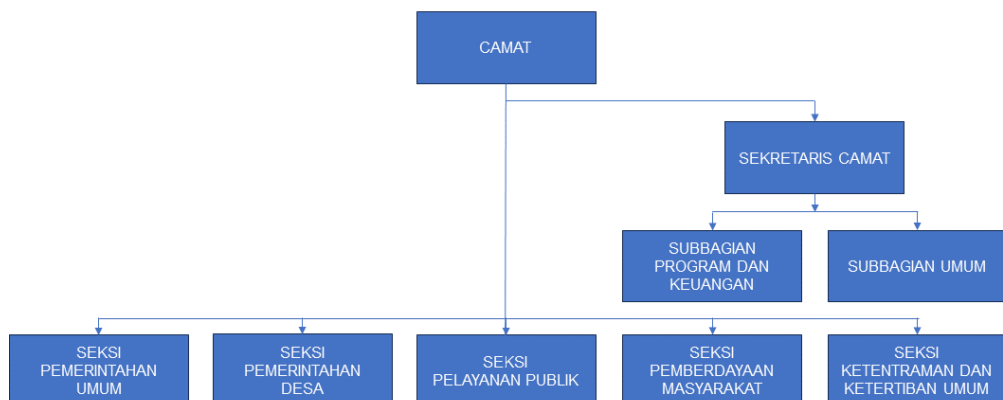 CAMAT
SEKRETARIS CAMAT
SUBBAGIAN
PROGRAM DAN
KEUANGAN
SUBBAGIAN UMUM
SEKSI
PEMERINTAHAN
UMUM
SEKSI
PEMERINTAHAN
DESA
SEKSI
PELAYANAN PUBLIK
SEKSI
PEMBERDAYAAN
MASYARAKAT
SEKSI
KETENTRAMAN DAN
KETERTIBAN UMUM